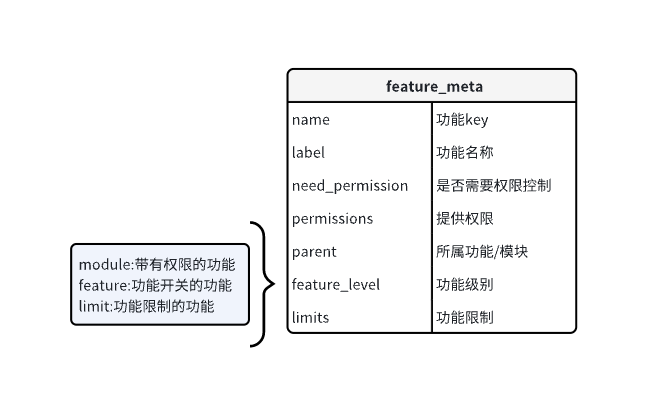 feature_meta
name 功能key
label 功能名称
need_permission 是否需要权限控制
permissions 提供权限
parent 所属功能/模块
feature_level 功能级别
limits 功能限制
module:带有权限的功能
feature:功能开关的功能
limit:功能限制的功能